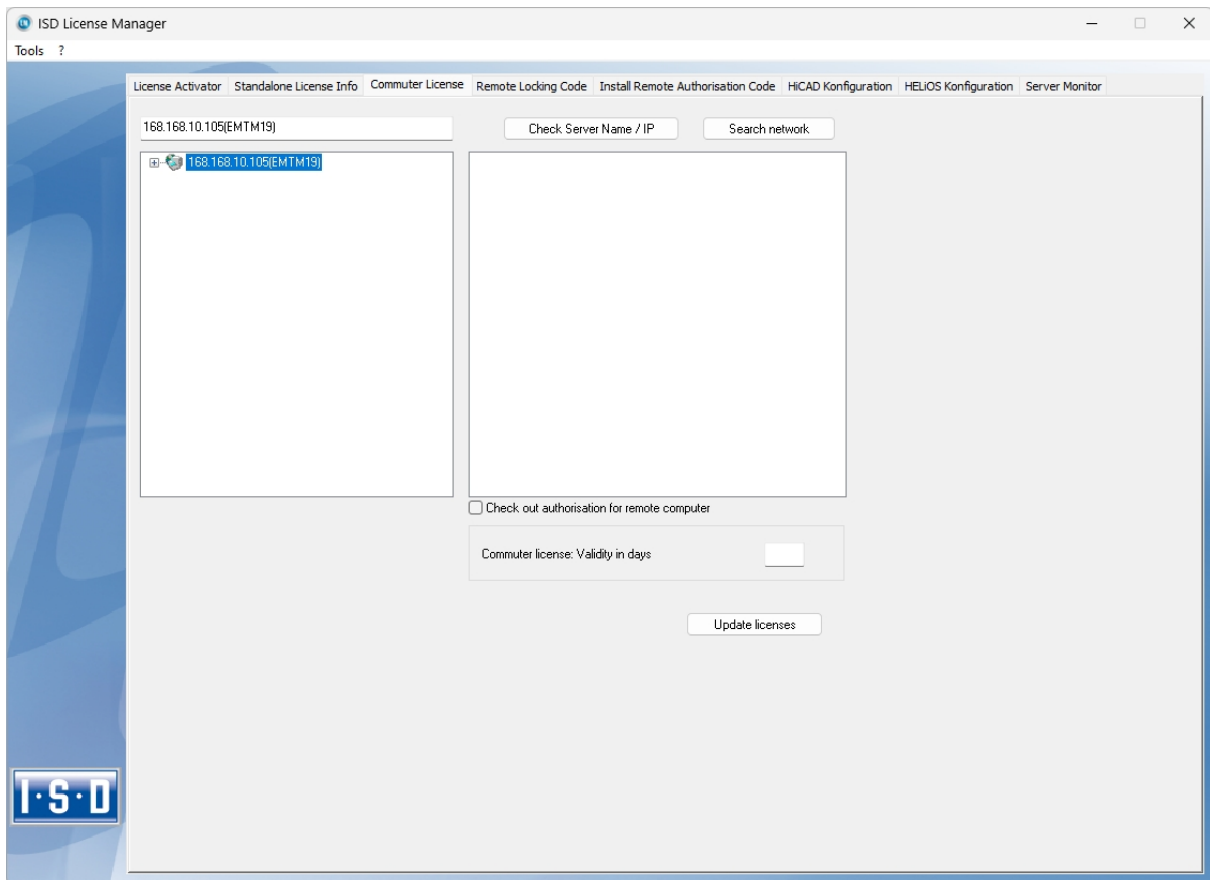 ISD License Manager
Tools ?
License Activator Standalone License Info Commuter License Remote Locking Code Install Remote Authorisation Code HiCAD Konfiguration HELiOS Konfiguration Server Monitor
168.168.10.105(EMTM19) Check Server Name / IP Search network
168.168.10.105(EMTM19)
Check out authorisation for remote computer
Commuter license: Validity in days
Update licenses
I·S·D